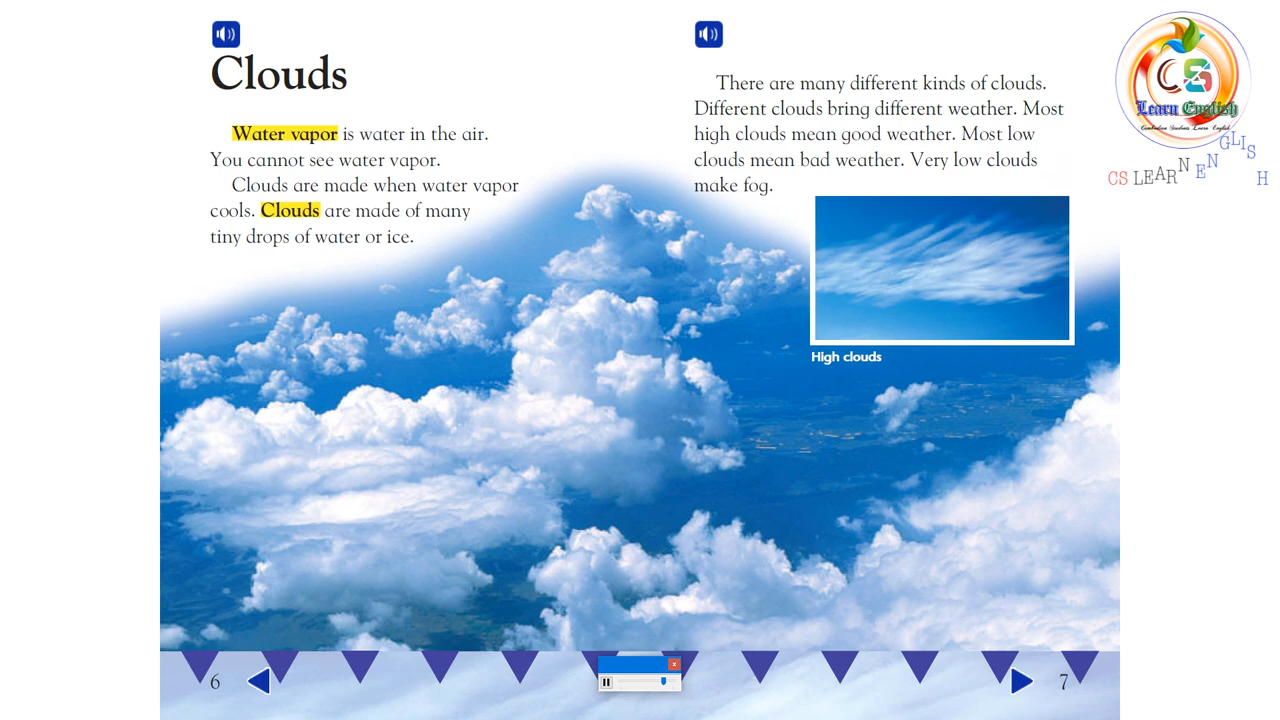 Clouds
Water vapor is water in the air.
You cannot see water vapor.
Clouds are made when water vapor
cools. Clouds are made of many
tiny drops of water or ice.
There are many different kinds of clouds.
Different clouds bring different weather. Most
high clouds mean good weather. Most low
clouds mean bad weather. Very low clouds
make fog.
High clouds
6
7
CS
Learn English
CS LEARN ENGLISH